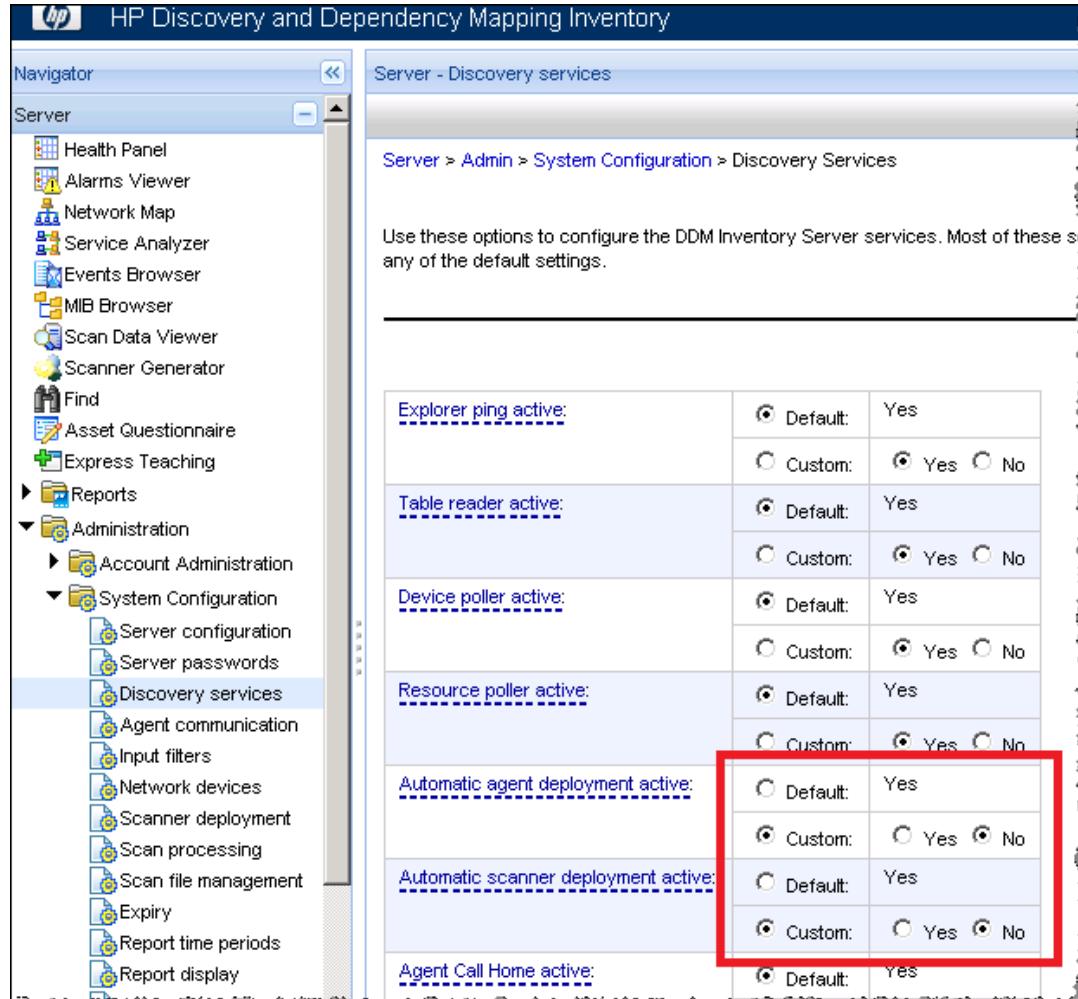 hp HP Discovery and Dependency Mapping Inventory
Navigator
Server
Health Panel
Alarms Viewer
Network Map
Service Analyzer
Events Browser
MIB Browser
Scan Data Viewer
Scanner Generator
Find
Asset Questionnaire
Express Teaching
Reports
Administration
Account Administration
System Configuration
Server configuration
Server passwords
Discovery services
Agent communication
Input filters
Network devices
Scanner deployment
Scan processing
Scan file management
Expiry
Report time periods
Report display
Server - Discovery services
Server > Admin > System Configuration > Discovery Services
Use these options to configure the DDM Inventory Server services. Most of these s
any of the default settings.
Explorer ping active: Default: Yes
Custom: Yes No
Table reader active: Default: Yes
Custom: Yes No
Device poller active: Default: Yes
Custom: Yes No
Resource poller active: Default: Yes
Custom: Yes No
Automatic agent deployment active: Default: Yes
Custom: Yes No
Automatic scanner deployment active: Default: Yes
Custom: Yes No
Agent Call Home active: Default: Yes